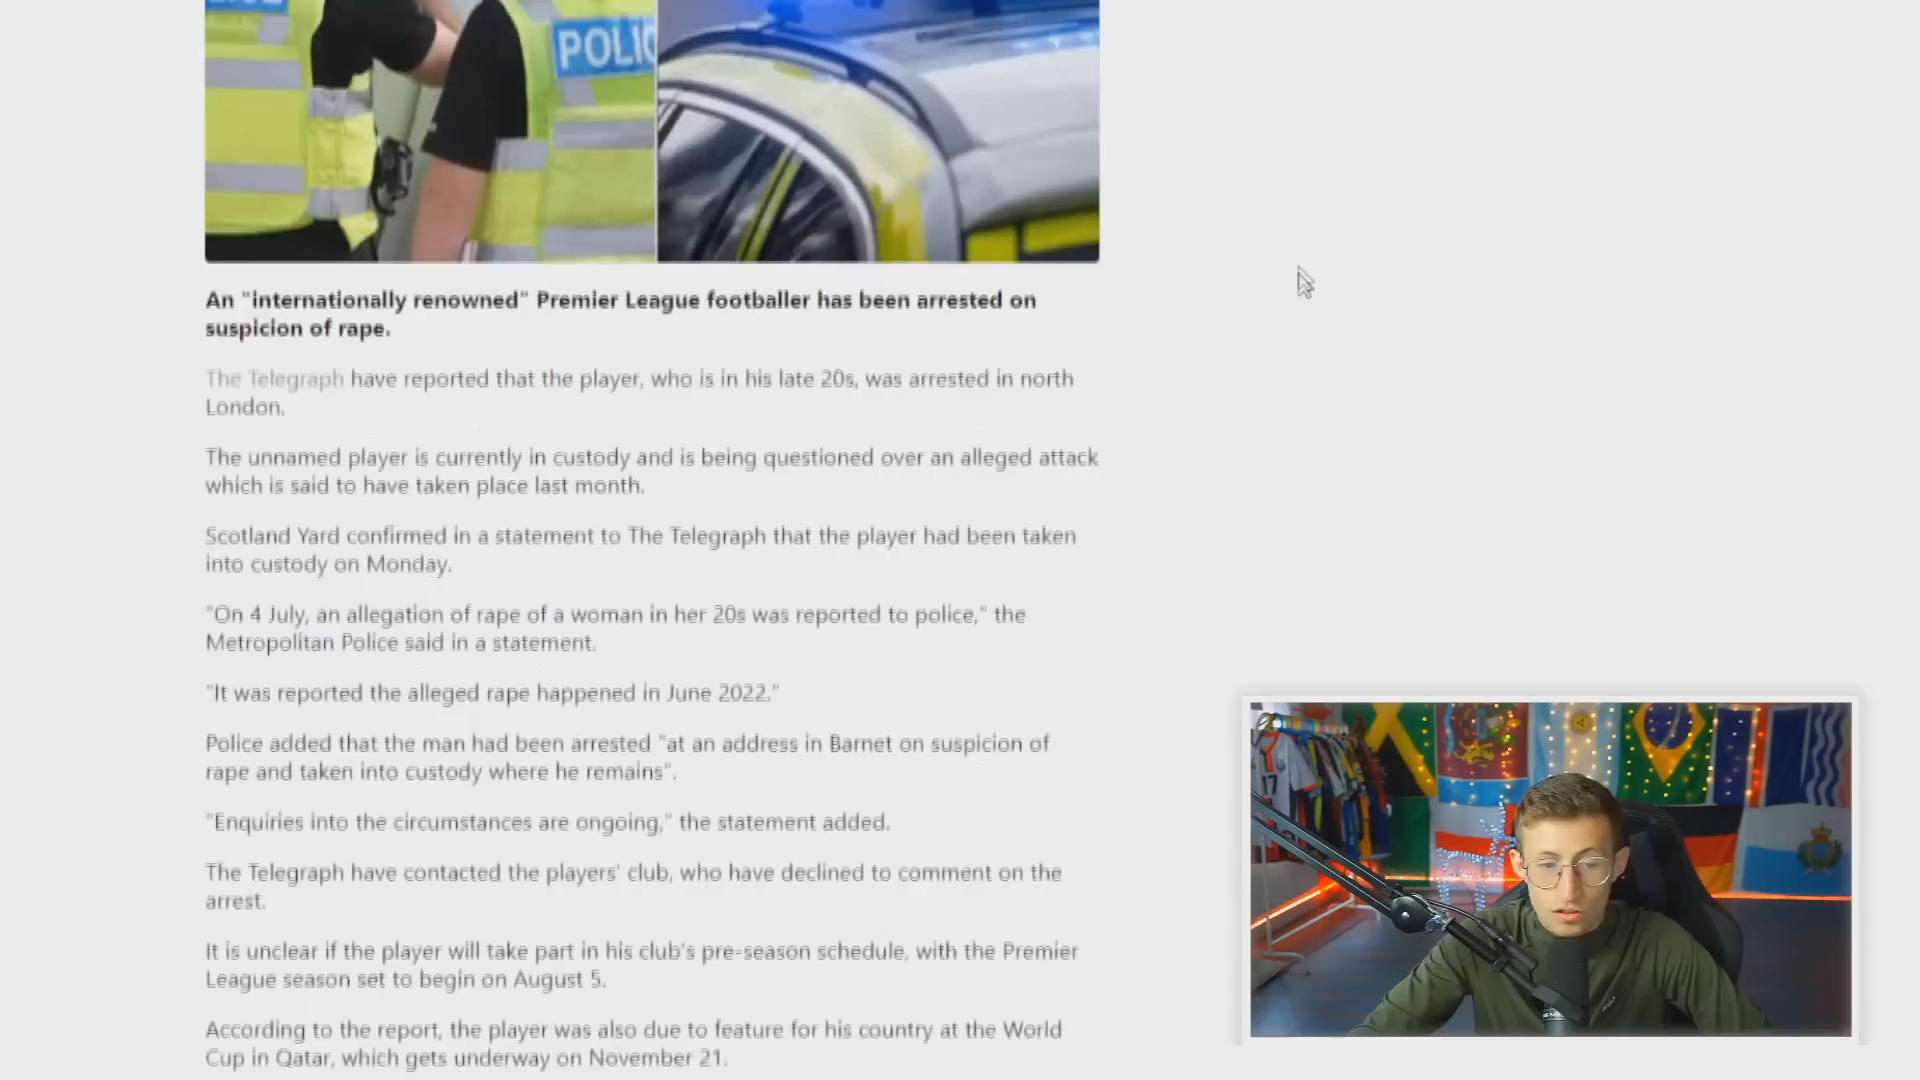 POLIC
An "internationally renowned" Premier League footballer has been arrested on
suspicion of rape.
The Telegraph have reported that the player, who is in his late 20s, was arrested in north
London.
The unnamed player is currently in custody and is being questioned over an alleged attack
which is said to have taken place last month.
Scotland Yard confirmed in a statement to The Telegraph that the player had been taken
into custody on Monday.
"On 4 July, an allegation of rape of a woman in her 20s was reported to police," the
Metropolitan Police said in a statement.
"It was reported the alleged rape happened in June 2022."
Police added that the man had been arrested "at an address in Barnet on suspicion of
rape and taken into custody where he remains".
"Enquiries into the circumstances are ongoing," the statement added.
The Telegraph have contacted the players' club, who have declined to comment on the
arrest.
It is unclear if the player will take part in his club's pre-season schedule, with the Premier
League season set to begin on August 5.
According to the report, the player was also due to feature for his country at the World
Cup in Qatar, which gets underway on November 21.
17